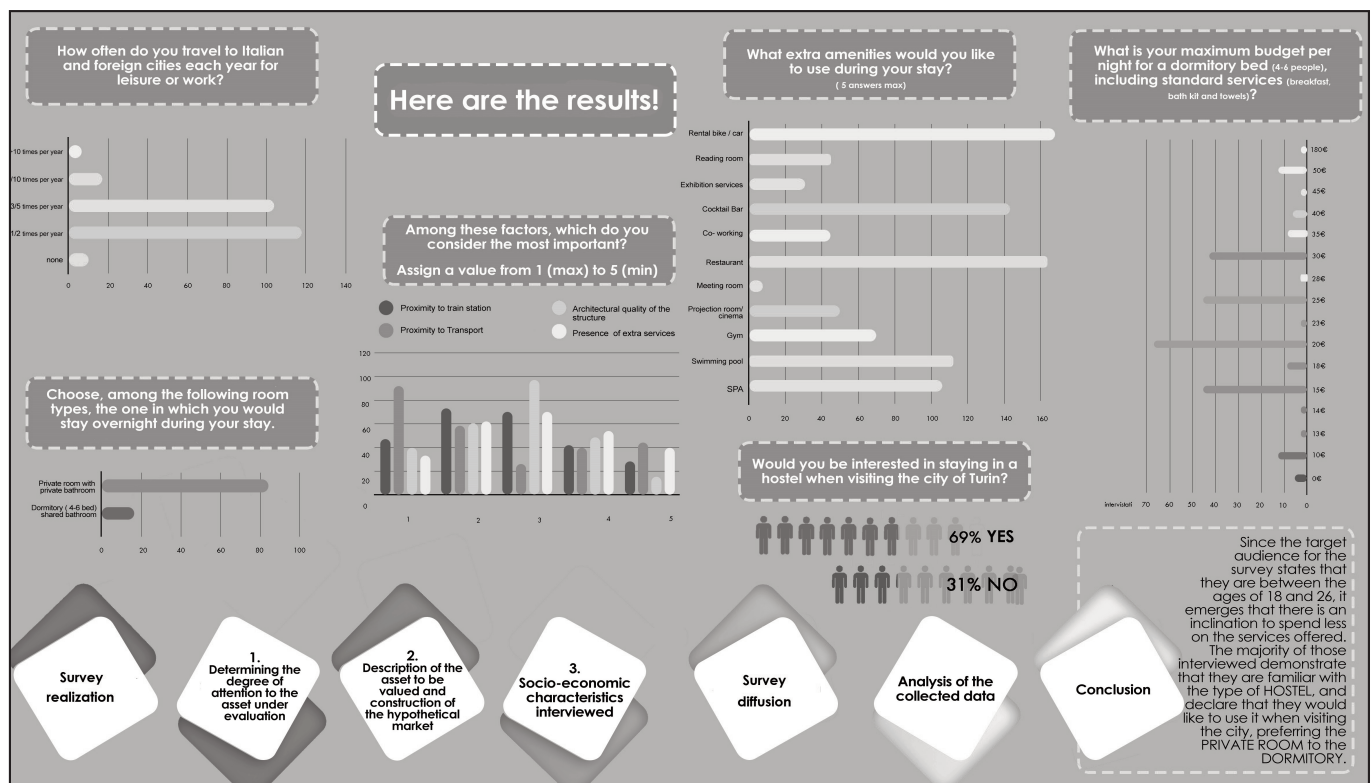 How often do you travel to Italian
and foreign cities each year for
leisure or work?
10 times per year
/10 times per year
3/5 times per year
1/2 times per year
none
0 20 40 60 80 100 120 140
Choose, among the following room
types, the one in which you would
stay overnight during your stay.
Private room with
private bathroom
Dormitory ( 4-6 bed)
shared bathroom
0 20 40 60 80 100
Here are the results!
Among these factors, which do you
consider the most important?
Assign a value from 1 (max) to 5 (min)
Proximity to train station
Proximity to Transport
Architectural quality of the
structure
Presence of extra services
120
100
80
60
40
20
0
1 2 3 4 5
What extra amenities would you like
to use during your stay?
( 5 answers max)
Rental bike / car
Reading room
Exhibition services
Cocktail Bar
Co- working
Restaurant
Meeting room
Projection room/
cinema
Gym
Swimming pool
SPA
0 20 40 60 80 100 120 140 160
Would you be interested in staying in a
hostel when visiting the city of Turin?
69% YES
31% NO
What is your maximum budget per
night for a dormitory bed (4-6 people),
including standard services (breakfast,
bath kit and towels)?
180€
50€
45€
40€
35€
30€
28€
25€
23€
20€
18€
15€
14€
13€
10€
0€
intervistati 70 60 50 40 30 20 10 0
Survey
realization
1.
Determining the
degree of
attention to the
asset under
evaluation
2.
Description of the
asset to be
valued and
construction of
the hypothetical
market
3.
Socio-economic
characteristics
interviewed
Survey
diffusion
Analysis of the
collected data
Conclusion
Since the target
audience for the
survey states that
they are between the
ages of 18 and 26, it
emerges that there is an
inclination to spend less
on the services offered.
The majority of those
interviewed demonstrate
that they are familiar with
the type of HOSTEL, and
declare that they would
like to use it when visiting
the city, preferring the
PRIVATE ROOM to the
DORMITORY.